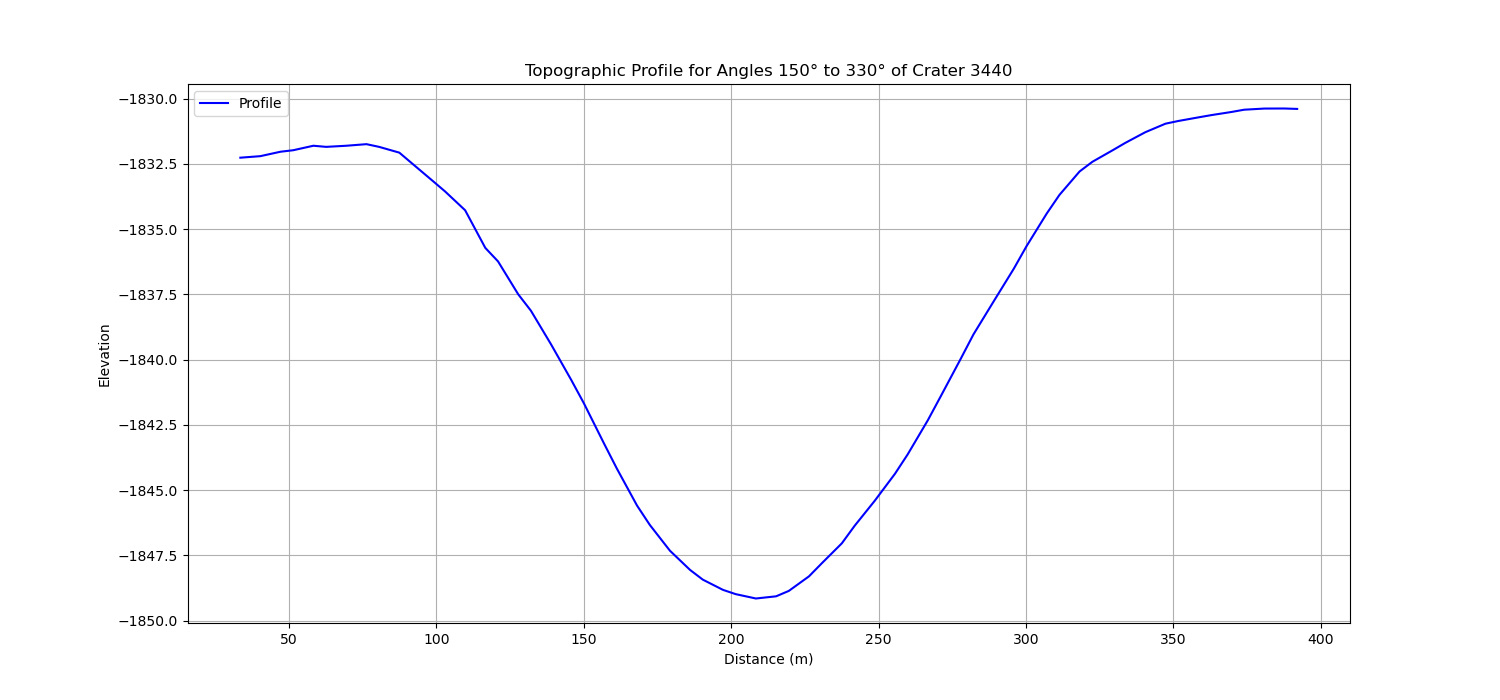 Topographic Profile for Angles 150° to 330° of Crater 3440
Profile
−1830.0
−1832.5
−1835.0
−1837.5
−1840.0
−1842.5
−1845.0
−1847.5
−1850.0
Elevation
50 100 150 200 250 300 350 400
Distance (m)